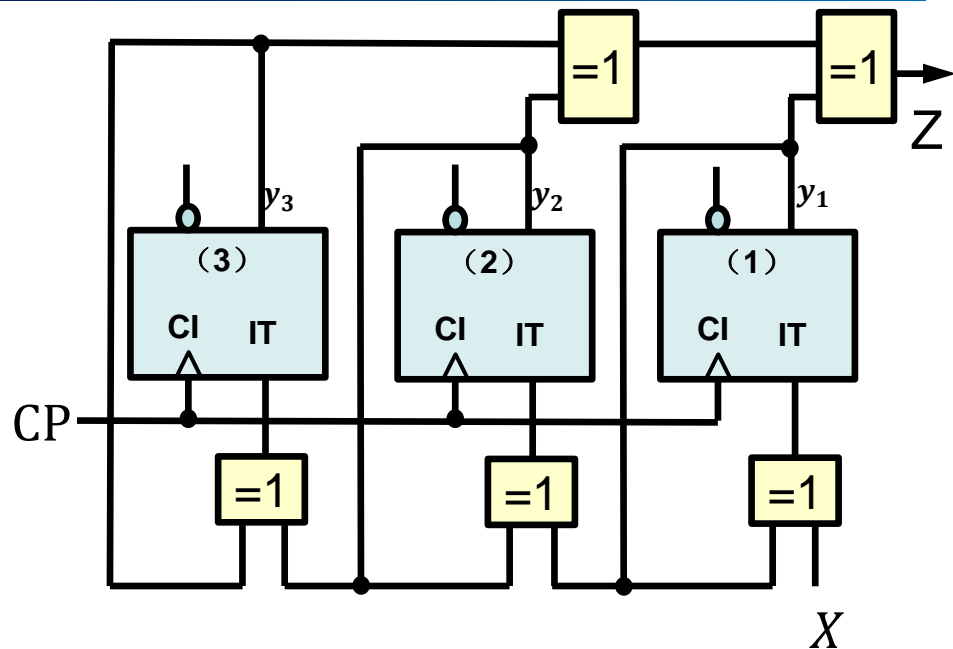 =1 =1
Z
y₃ y₂ y₁
（3） （2） （1）
CI IT CI IT CI IT
CP
=1 =1 =1
X